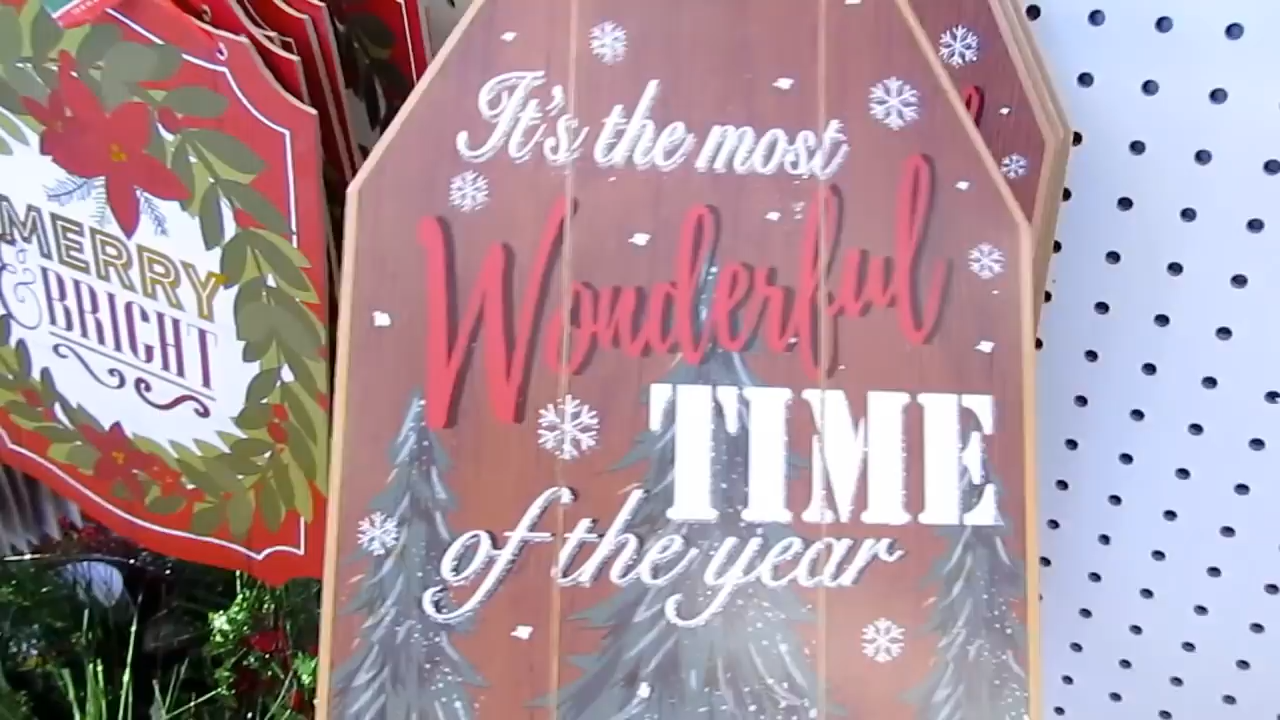 MERRY
& BRIGHT
It's the most
Wonderful
TIME
of the year